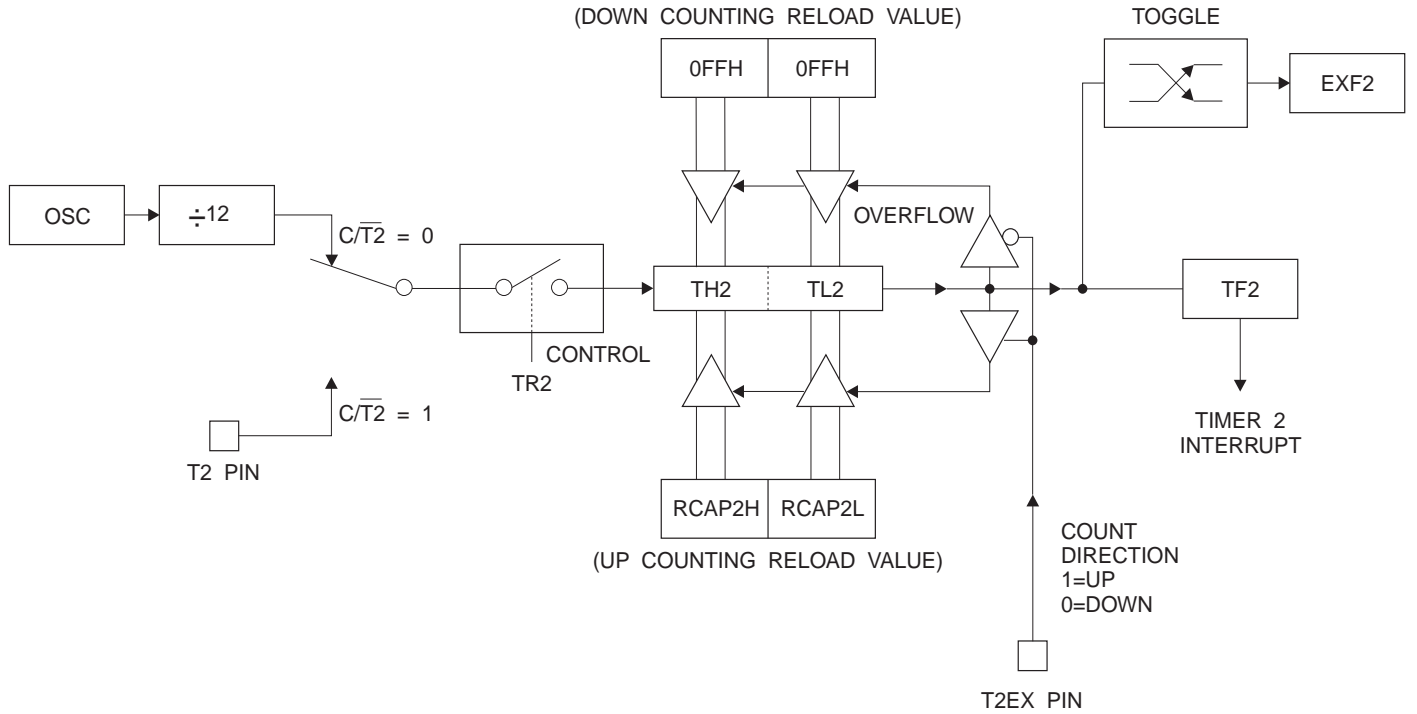 (DOWN COUNTING RELOAD VALUE)
TOGGLE
0FFH
0FFH
EXF2
OSC
÷12
C/T2̅ = 0
OVERFLOW
TH2
TL2
TF2
CONTROL
TR2
C/T2̅ = 1
T2 PIN
TIMER 2
INTERRUPT
RCAP2H
RCAP2L
(UP COUNTING RELOAD VALUE)
COUNT
DIRECTION
1=UP
0=DOWN
T2EX PIN